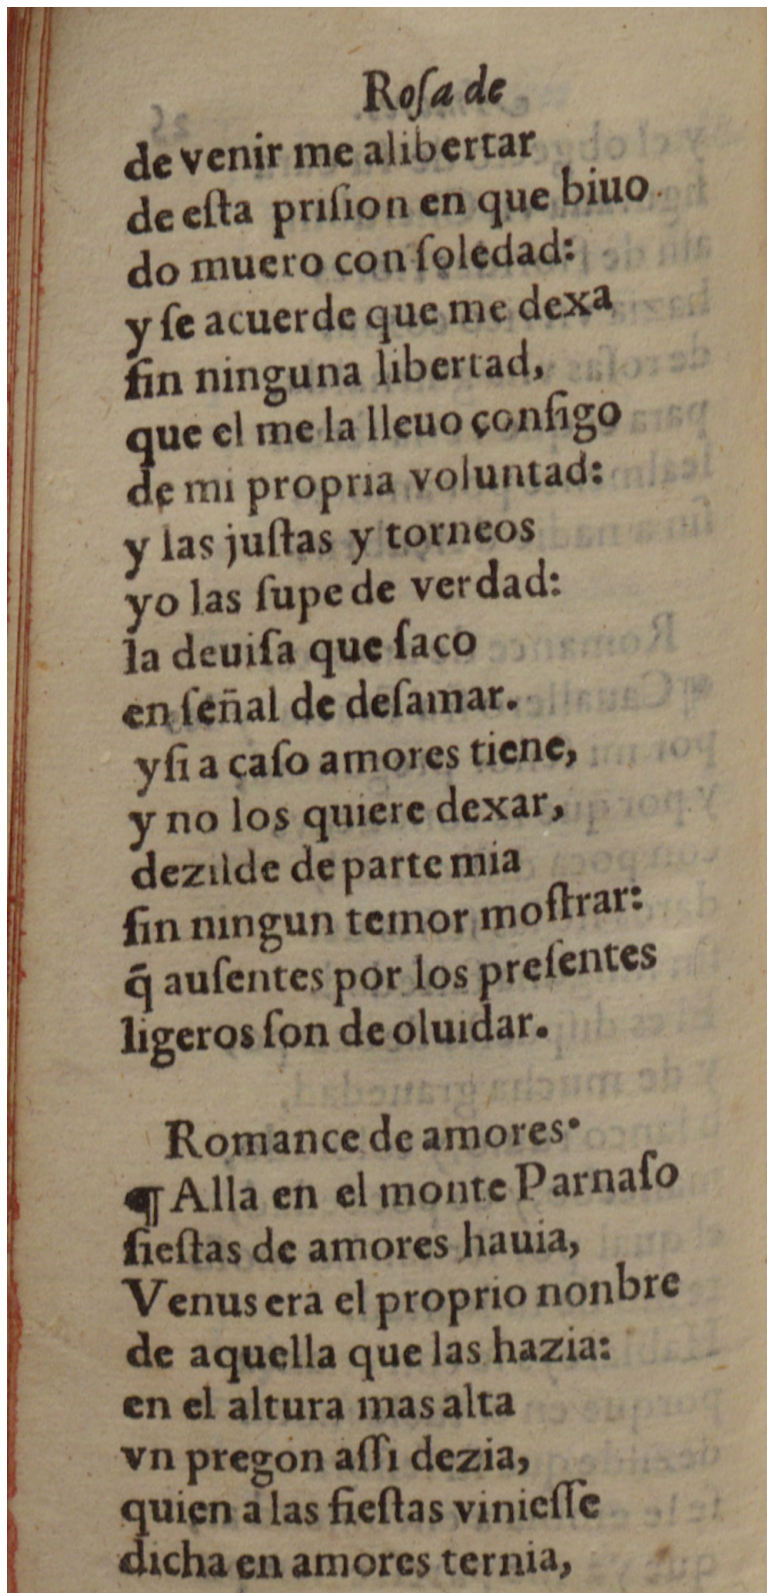 Roſa de
de venir me alibertar
de eſta priſion en que biuo.
do muero con ſoledad:
y ſe acuerde que me dexa
ſin ninguna libertad,
que el me la lleuo conſigo
de mi propria voluntad:
y las juſtas y torneos
yo las ſupe de verdad:
la deuiſa que ſaco
en ſeñal de deſamar.
y ſi a caſo amores tiene,
y no los quiere dexar,
dezilde de parte mia
ſin ningun temor moſtrar:
q̄ auſentes por los preſentes
ligeros ſon de oluidar.
Romance de amores.
¶ Alla en el monte Parnaſo
fieſtas de amores hauia,
Venus era el proprio nonbre
de aquella que las hazia:
en el altura mas alta
vn pregon aſſi dezia,
quien a las fieſtas vinieſſe
dicha en amores ternia,